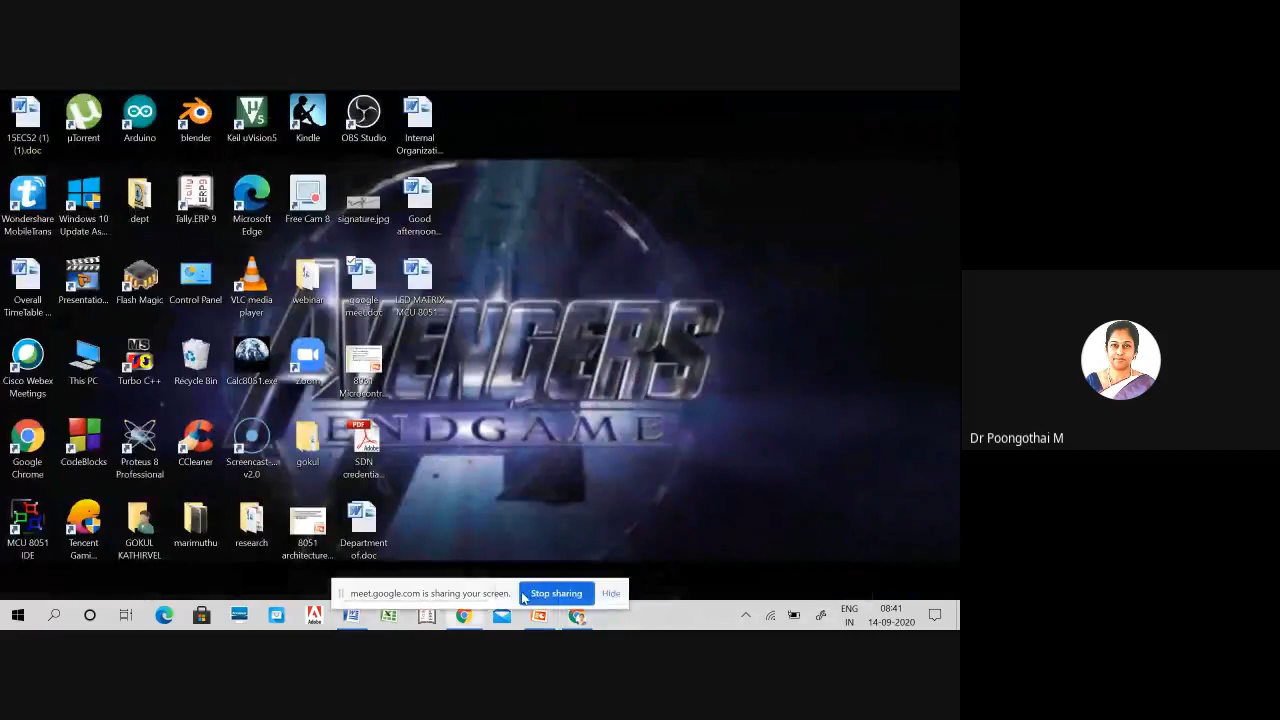 15EC52 (1)
(1).doc
µTorrent
Arduino
blender
Keil uVision5
Kindle
OBS Studio
Internal
Organizati...
Wondershare
MobileTrans
Windows 10
Update As...
dept
Tally.ERP 9
Microsoft
Edge
Free Cam 8
signature.jpg
Good
afternoon...
Overall
TimeTable ...
Presentatio...
Flash Magic
Control Panel
VLC media
player
webinar
google
meet.doc
LED MATRIX
MCU 8051...
AVENGERS
ENDGAME
Cisco Webex
Meetings
This PC
Turbo C++
Recycle Bin
Calc8051.exe
Zoom
8051
Microcontr...
Google
Chrome
CodeBlocks
Proteus 8
Professional
CCleaner
Screencast-...
v2.0
gokul
PDF
Adobe
SDN
credentia...
MCU 8051
IDE
Tencent
Gami...
GOKUL
KATHIRVEL
marimuthu
research
8051
architecture...
Department
of.doc
meet.google.com is sharing your screen.
Stop sharing
Hide
ENG
IN
08:41
14-09-2020
Dr Poongothai M